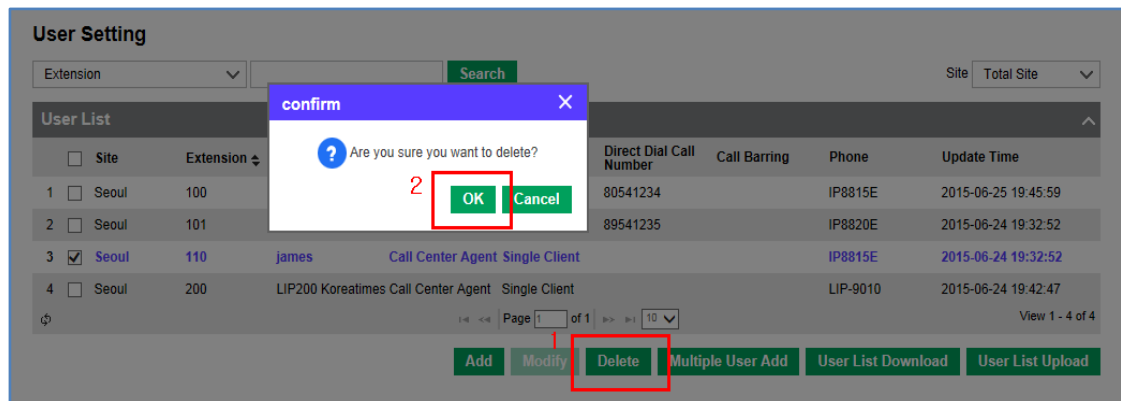 User Setting
Extension Search Site Total Site
confirm
User List
Are you sure you want to delete?
Site Extension Direct Dial Call Number Call Barring Phone Update Time
2
OK Cancel
1 Seoul 100 80541234 IP8815E 2015-06-25 19:45:59
2 Seoul 101 89541235 IP8820E 2015-06-24 19:32:52
3 Seoul 110 james Call Center Agent Single Client IP8815E 2015-06-24 19:32:52
4 Seoul 200 LIP200 Koreatimes Call Center Agent Single Client LIP-9010 2015-06-24 19:42:47
Page 1 of 1 10 View 1 - 4 of 4
1
Add Modify Delete Multiple User Add User List Download User List Upload